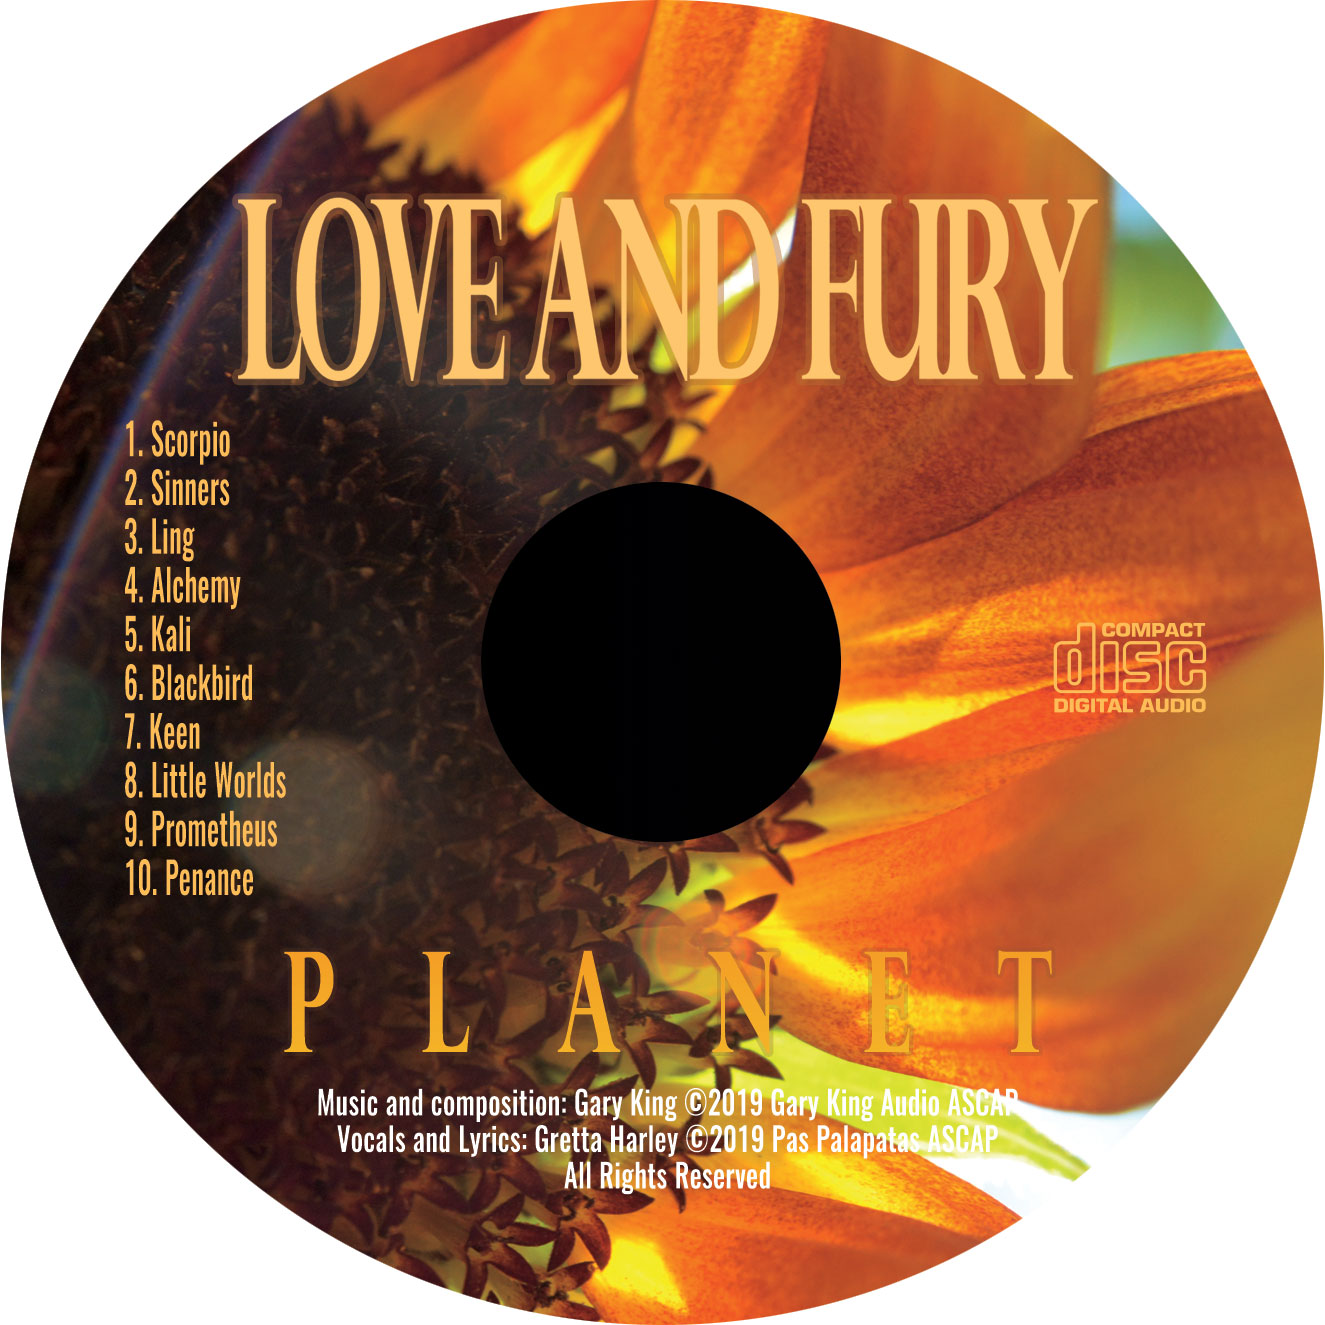 LOVE AND FURY
1. Scorpio
2. Sinners
3. Ling
4. Alchemy
5. Kali
6. Blackbird
7. Keen
8. Little Worlds
9. Prometheus
10. Penance
COMPACT
disc
DIGITAL AUDIO
PLANET
Music and composition: Gary King ©2019 Gary King Audio ASCAP
Vocals and Lyrics: Gretta Harley ©2019 Pas Palapatas ASCAP
All Rights Reserved